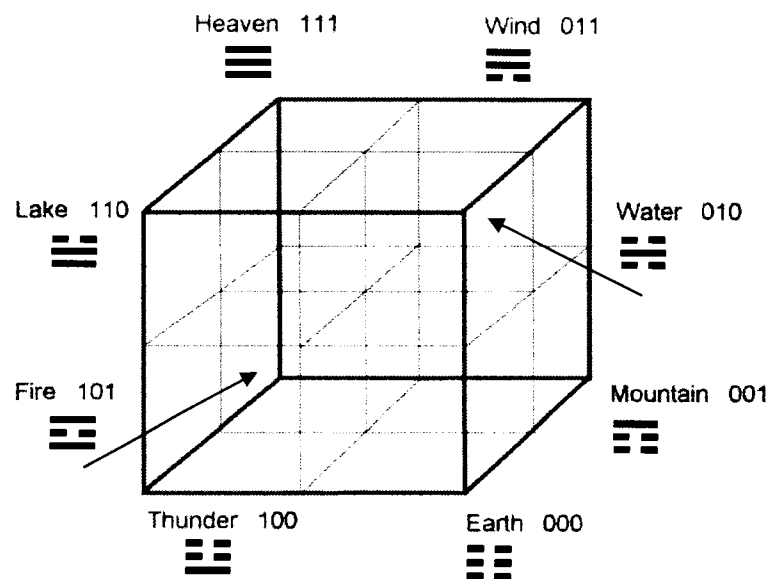 Heaven 111
Wind 011
Lake 110
Water 010
Fire 101
Mountain 001
Thunder 100
Earth 000